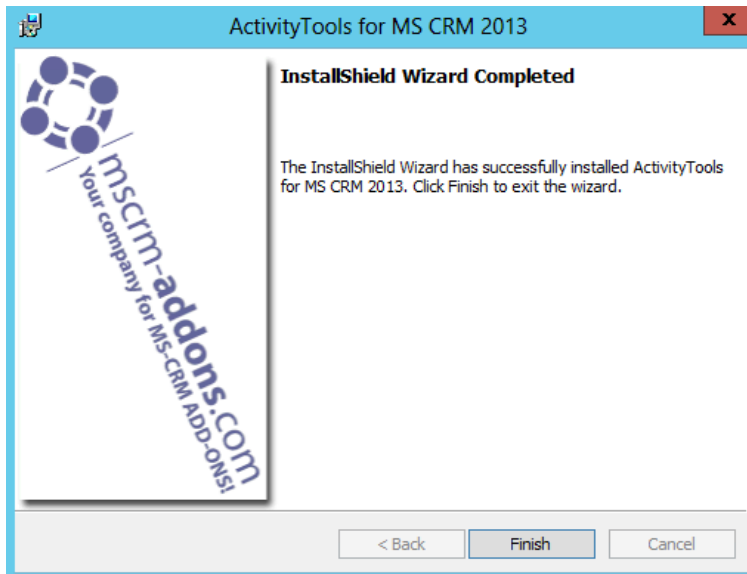 ActivityTools for MS CRM 2013
x
InstallShield Wizard Completed
The InstallShield Wizard has successfully installed ActivityTools
for MS CRM 2013. Click Finish to exit the wizard.
mscrm-addons.com
Your company for MS-CRM ADD-ONS!
< Back
Finish
Cancel